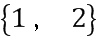 {1 , 2}